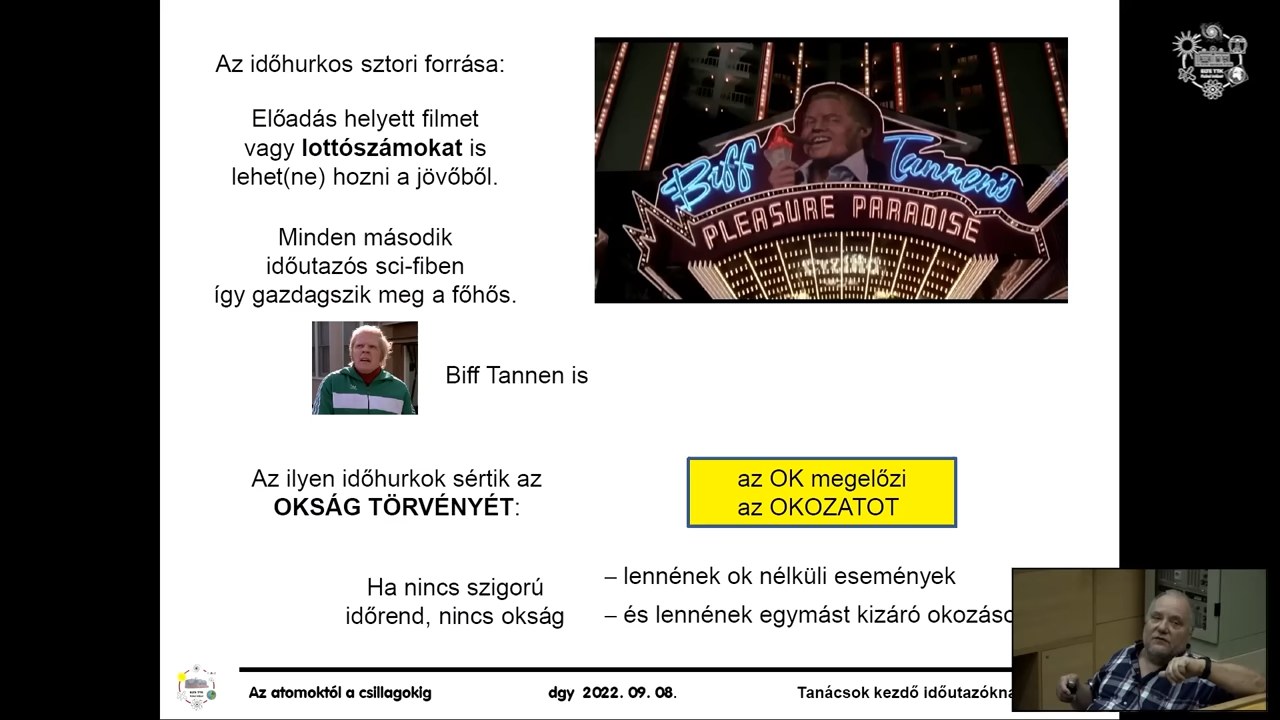 Az időhurkos sztori forrása:
Előadás helyett filmet
vagy lottószámokat is
lehet(ne) hozni a jövőből.
Minden második
időutazós sci-fiben
így gazdagszik meg a főhős.
Biff Tannen's
PLEASURE PARADISE
Biff Tannen is
Az ilyen időhurkok sértik az
OKSÁG TÖRVÉNYÉT:
az OK megelőzi
az OKOZATOT
Ha nincs szigorú
időrend, nincs okság
– lennének ok nélküli események
– és lennének egymást kizáró okozáso
Az atomoktól a csillagokig
dgy 2022. 09. 08.
Tanácsok kezdő időutazókna